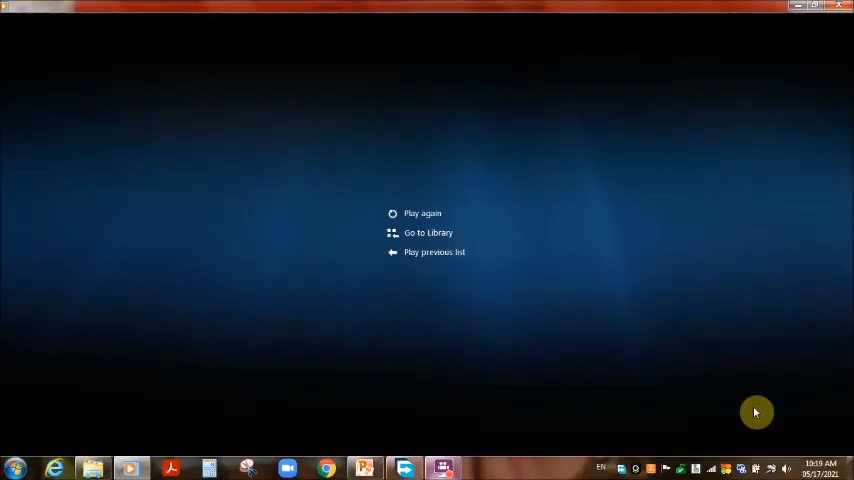 Play again
Go to Library
Play previous list
EN
10:19 AM
05/17/2021